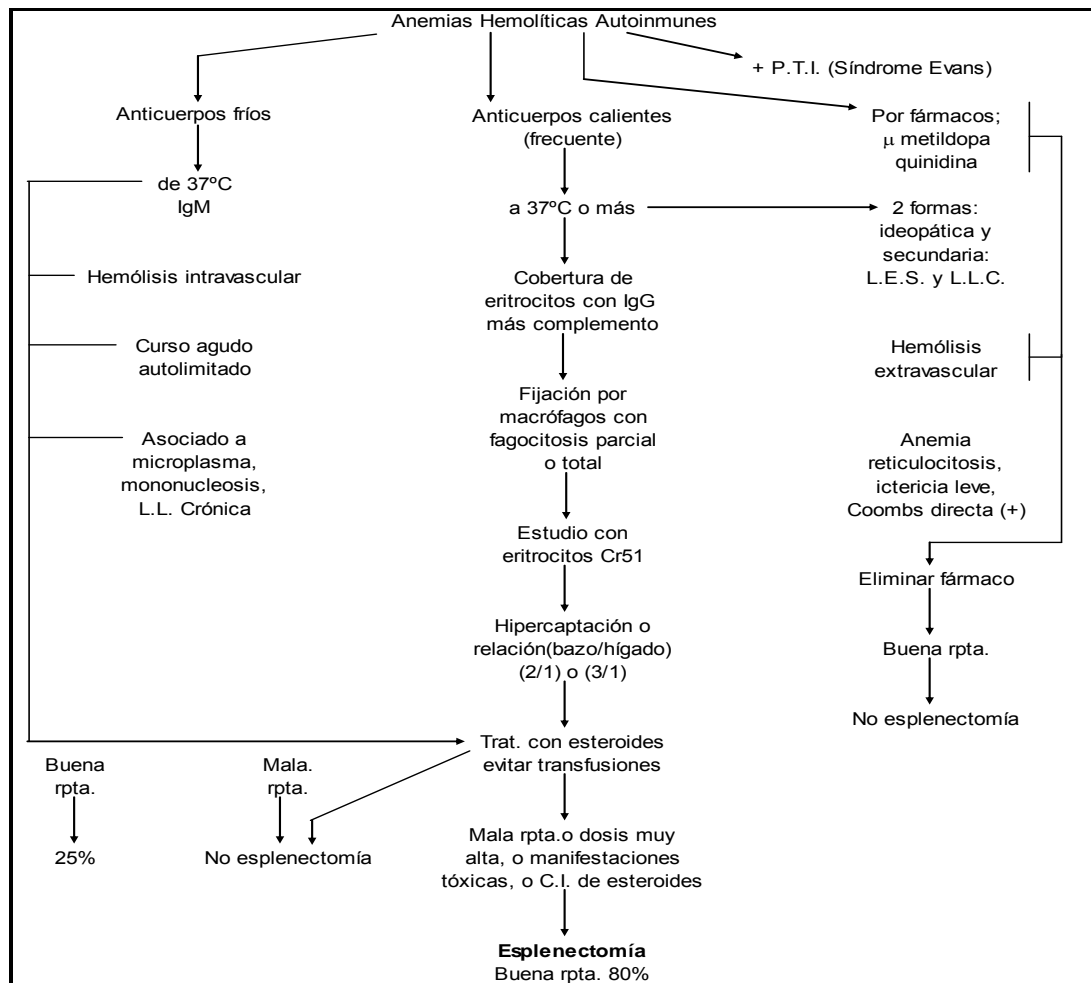 Anemias Hemolíticas Autoinmunes
+ P.T.I. (Síndrome Evans)
Anticuerpos fríos
de 37ºC
IgM
Hemólisis intravascular
Curso agudo
autolimitado
Asociado a
microplasma,
mononucleosis,
L.L. Crónica
Buena
rpta.
25%
Mala.
rpta.
No esplenectomía
Anticuerpos calientes
(frecuente)
a 37ºC o más
Cobertura de
eritrocitos con IgG
más complemento
Fijación por
macrófagos con
fagocitosis parcial
o total
Estudio con
eritrocitos Cr51
Hipercaptación o
relación(bazo/hígado)
(2/1) o (3/1)
Trat. con esteroides
evitar transfusiones
Mala rpta.o dosis muy
alta, o manifestaciones
tóxicas, o C.I. de esteroides
Esplenectomía
Buena rpta. 80%
Por fármacos;
μ metildopa
quinidina
2 formas:
ideopática y
secundaria:
L.E.S. y L.L.C.
Hemólisis
extravascular
Anemia
reticulocitosis,
ictericia leve,
Coombs directa (+)
Eliminar fármaco
Buena rpta.
No esplenectomía